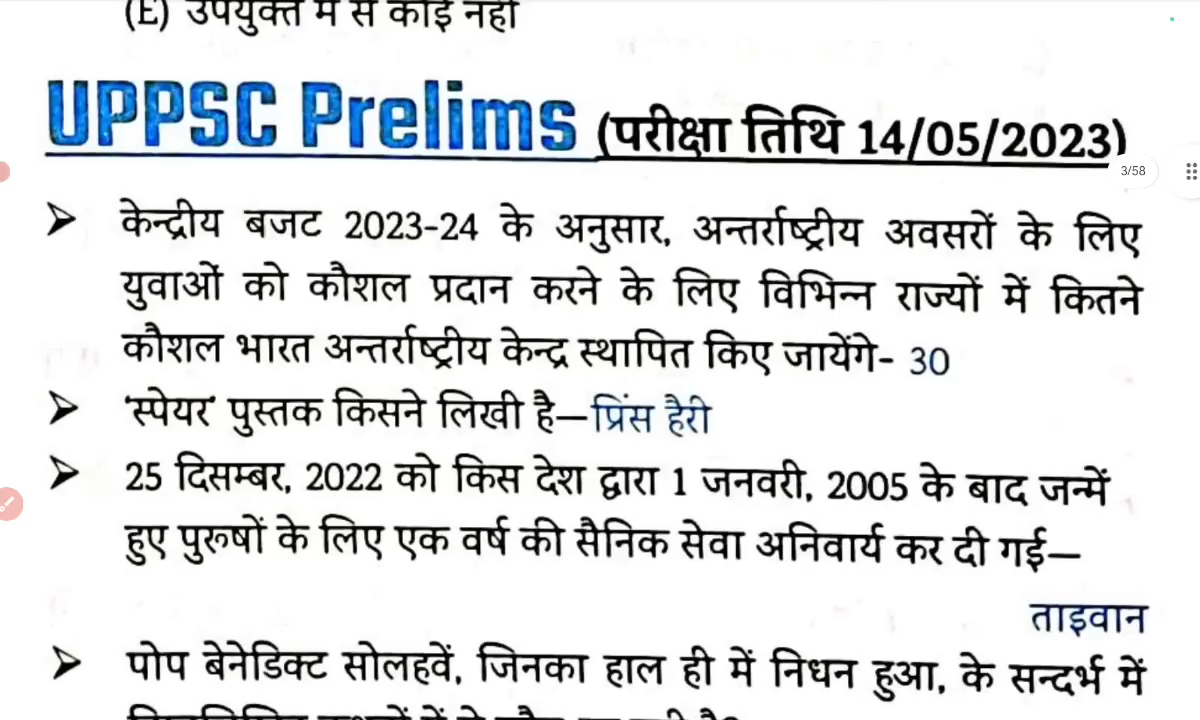 (E) उपर्युक्त में से कोई नहीं
UPPSC Prelims (परीक्षा तिथि 14/05/2023)
3/58
➢ केन्द्रीय बजट 2023-24 के अनुसार, अन्तर्राष्ट्रीय अवसरों के लिए
युवाओं को कौशल प्रदान करने के लिए विभिन्न राज्यों में कितने
कौशल भारत अन्तर्राष्ट्रीय केन्द्र स्थापित किए जायेंगे- 30
➢ 'स्पेयर' पुस्तक किसने लिखी है—प्रिंस हैरी
➢ 25 दिसम्बर, 2022 को किस देश द्वारा 1 जनवरी, 2005 के बाद जन्में
हुए पुरुषों के लिए एक वर्ष की सैनिक सेवा अनिवार्य कर दी गई—
ताइवान
➢ पोप बेनेडिक्ट सोलहवें, जिनका हाल ही में निधन हुआ, के सन्दर्भ में